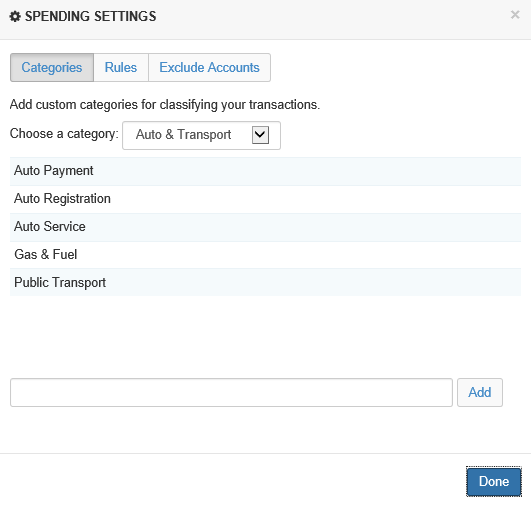 SPENDING SETTINGS
Categories Rules Exclude Accounts
Add custom categories for classifying your transactions.
Choose a category: Auto & Transport
Auto Payment
Auto Registration
Auto Service
Gas & Fuel
Public Transport
Add
Done